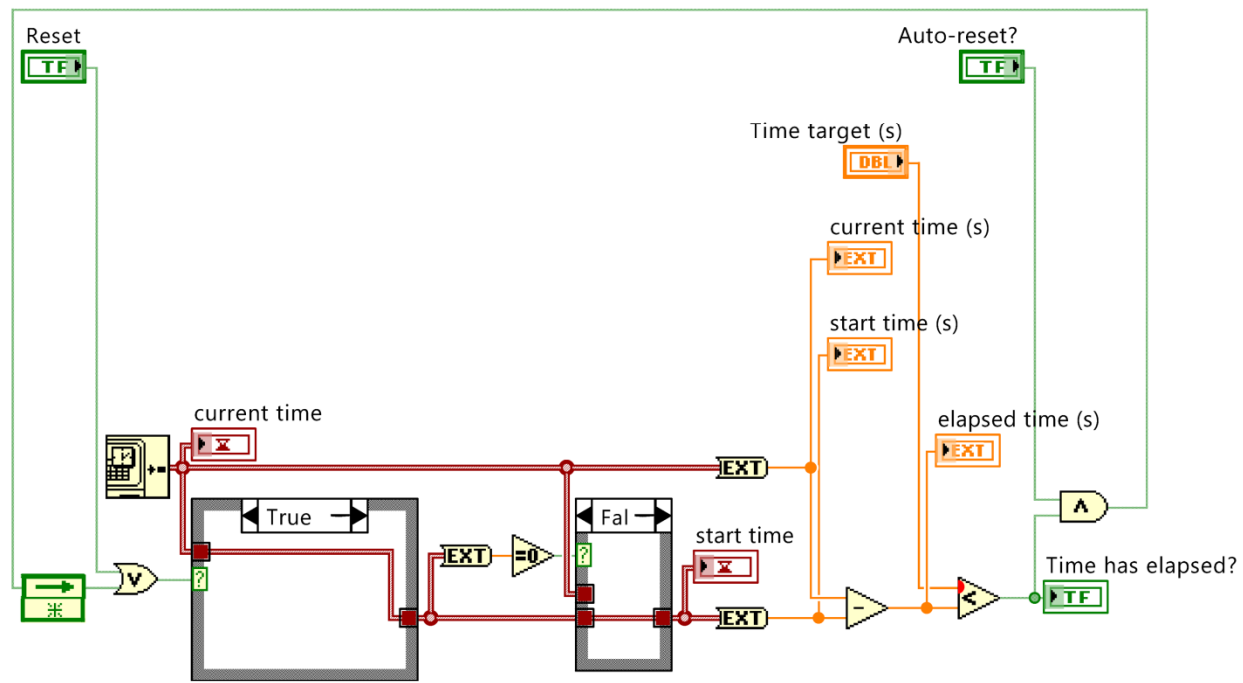 Reset
TF
Auto-reset?
TF
Time target (s)
DBL
current time (s)
EXT
start time (s)
EXT
current time
elapsed time (s)
EXT
EXT
True
Fal
EXT
=0
start time
?
?
V
Λ
Time has elapsed?
TF
EXT
-
<